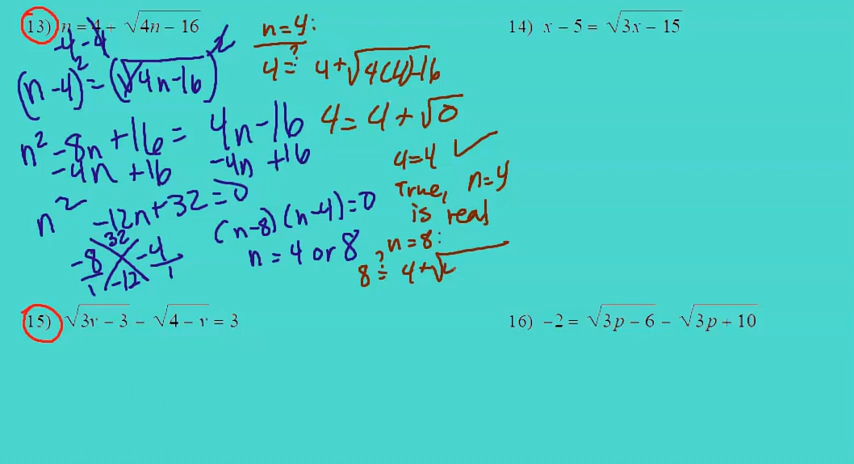 13) n = 4 + √4n − 16
-4 -4
(n-4)² = (√4n-16)²
n² -8n +16 = 4n-16
-4n +16 -4n +16
n² -12n+32=0
32
-8 -4
1 -12 1
(n-8)(n-4)=0
n = 4 or 8
n=4:
4 ?= 4+√4(4)-16
4 = 4 + √0
4=4 ✓
True, n=4
is real
n=8:
8 ?= 4+√
14) x − 5 = √3x − 15
15) √3v − 3 − √4 − v = 3
16) −2 = √3p − 6 − √3p + 10